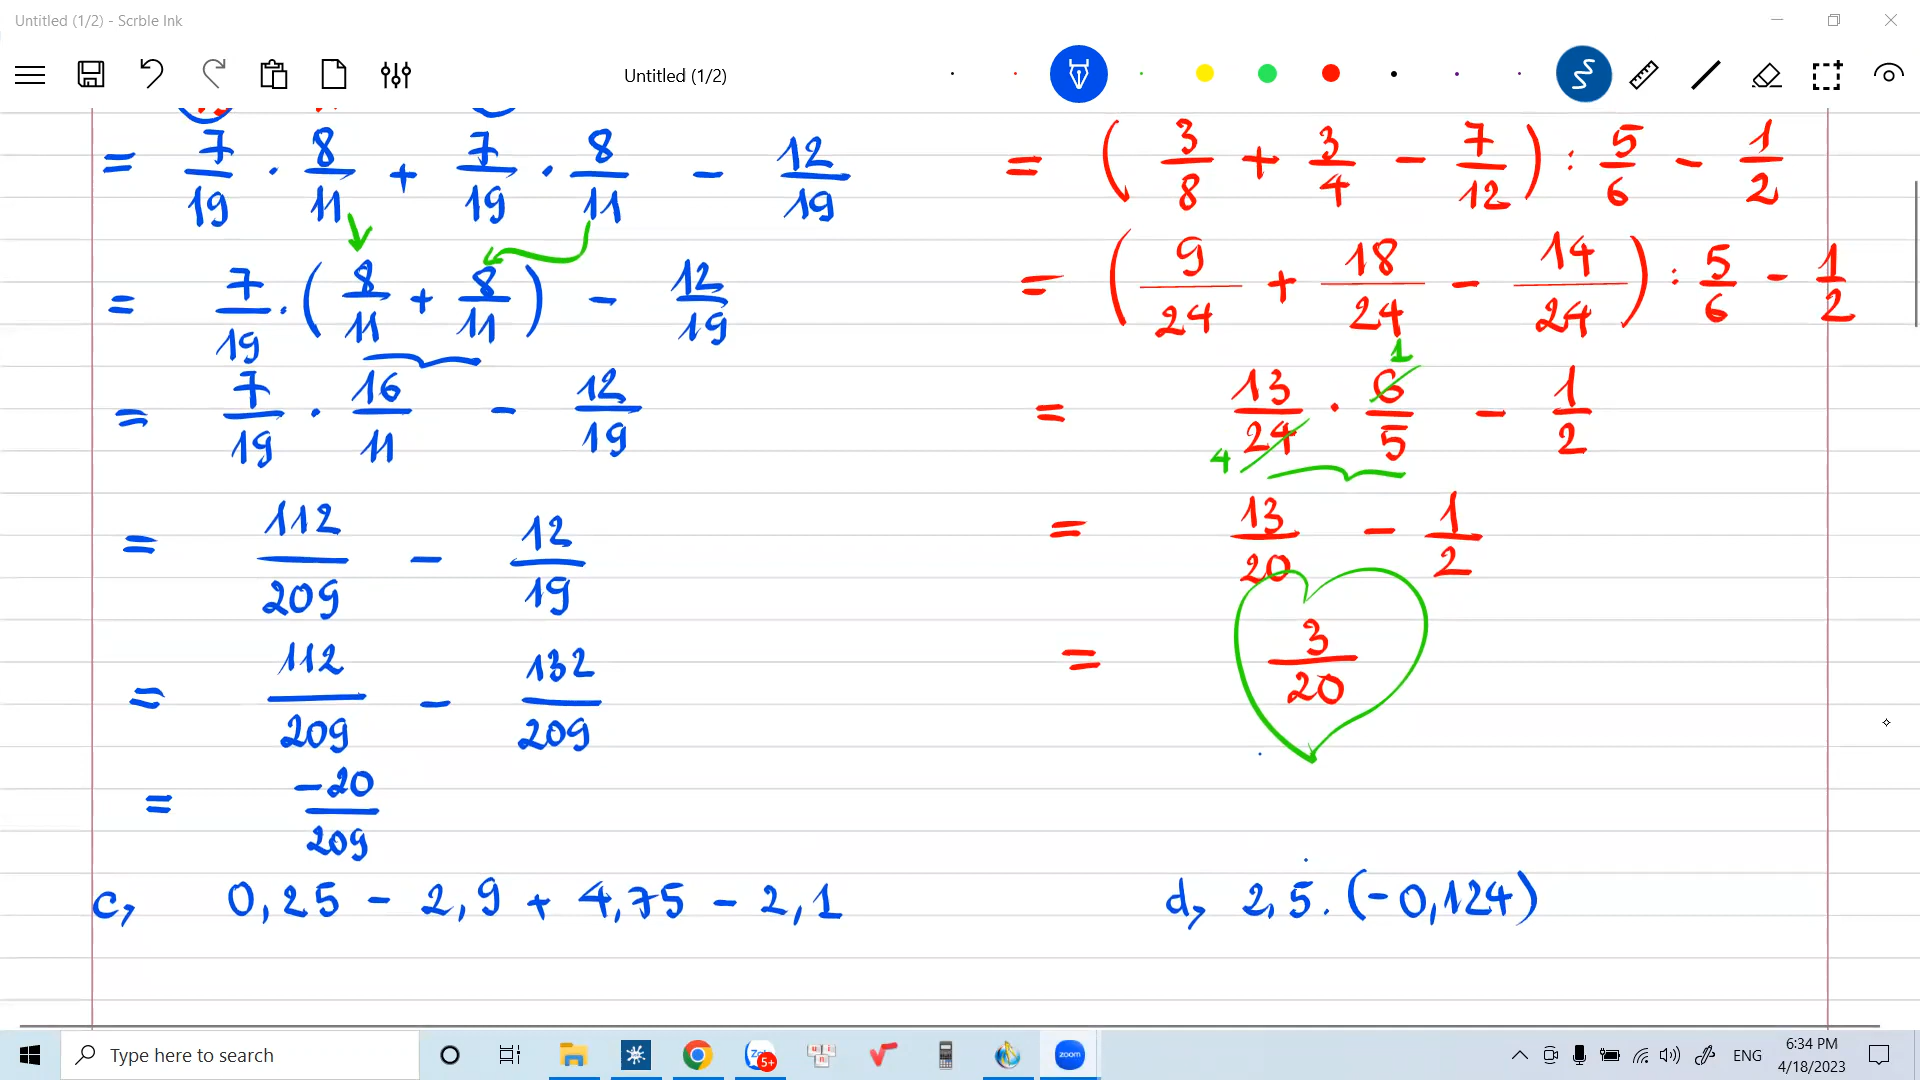 Untitled (1/2) - Scrble Ink
Untitled (1/2)
= 7/19 · 8/11 + 7/19 · 8/11 - 12/19
= 7/19 · (8/11 + 8/11) - 12/19
= 7/19 · 16/11 - 12/19
= 112/209 - 12/19
= 112/209 - 132/209
= -20/209
= (3/8 + 3/4 - 7/12) : 5/6 - 1/2
= (9/24 + 18/24 - 14/24) : 5/6 - 1/2
1
= 13/24 · 6/5 - 1/2
4
= 13/20 - 1/2
= 3/20
c, 0,25 - 2,9 + 4,75 - 2,1
d, 2,5 . (-0,124)
Type here to search
5+
zoom
ENG
6:34 PM
4/18/2023